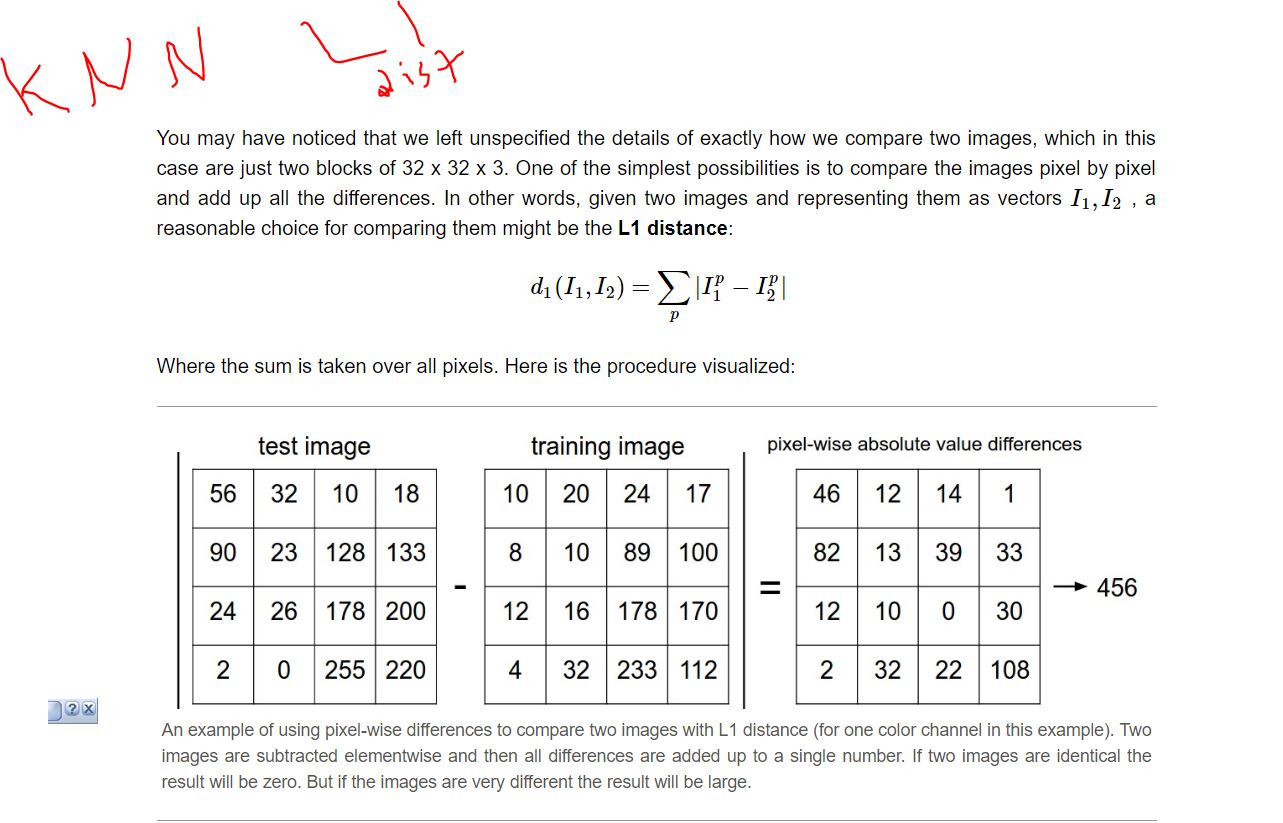 KNN L1
dist
You may have noticed that we left unspecified the details of exactly how we compare two images, which in this
case are just two blocks of 32 x 32 x 3. One of the simplest possibilities is to compare the images pixel by pixel
and add up all the differences. In other words, given two images and representing them as vectors I₁, I₂ , a
reasonable choice for comparing them might be the L1 distance:
d₁(I₁, I₂) = ∑ₚ |I₁ᵖ − I₂ᵖ|
Where the sum is taken over all pixels. Here is the procedure visualized:
test image training image pixel-wise absolute value differences
56 32 10 18 10 20 24 17 46 12 14 1
90 23 128 133 8 10 89 100 82 13 39 33
- = → 456
24 26 178 200 12 16 178 170 12 10 0 30
2 0 255 220 4 32 233 112 2 32 22 108
? x
An example of using pixel-wise differences to compare two images with L1 distance (for one color channel in this example). Two
images are subtracted elementwise and then all differences are added up to a single number. If two images are identical the
result will be zero. But if the images are very different the result will be large.